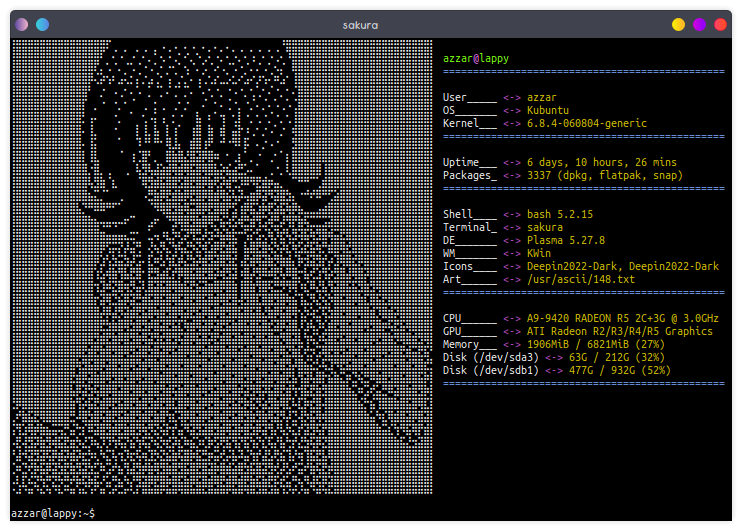 sakura
azzar@lappy
===============================================
User_____ <-> azzar
OS_______ <-> Kubuntu
Kernel___ <-> 6.8.4-060804-generic
===============================================
Uptime___ <-> 6 days, 10 hours, 26 mins
Packages_ <-> 3337 (dpkg, flatpak, snap)
===============================================
Shell____ <-> bash 5.2.15
Terminal_ <-> sakura
DE_______ <-> Plasma 5.27.8
WM_______ <-> KWin
Icons____ <-> Deepin2022-Dark, Deepin2022-Dark
Art______ <-> /usr/ascii/148.txt
===============================================
CPU______ <-> A9-9420 RADEON R5 2C+3G @ 3.0GHz
GPU______ <-> ATI Radeon R2/R3/R4/R5 Graphics
Memory___ <-> 1906MiB / 6821MiB (27%)
Disk (/dev/sda3) <-> 63G / 212G (32%)
Disk (/dev/sdb1) <-> 477G / 932G (52%)
===============================================
azzar@lappy:~$